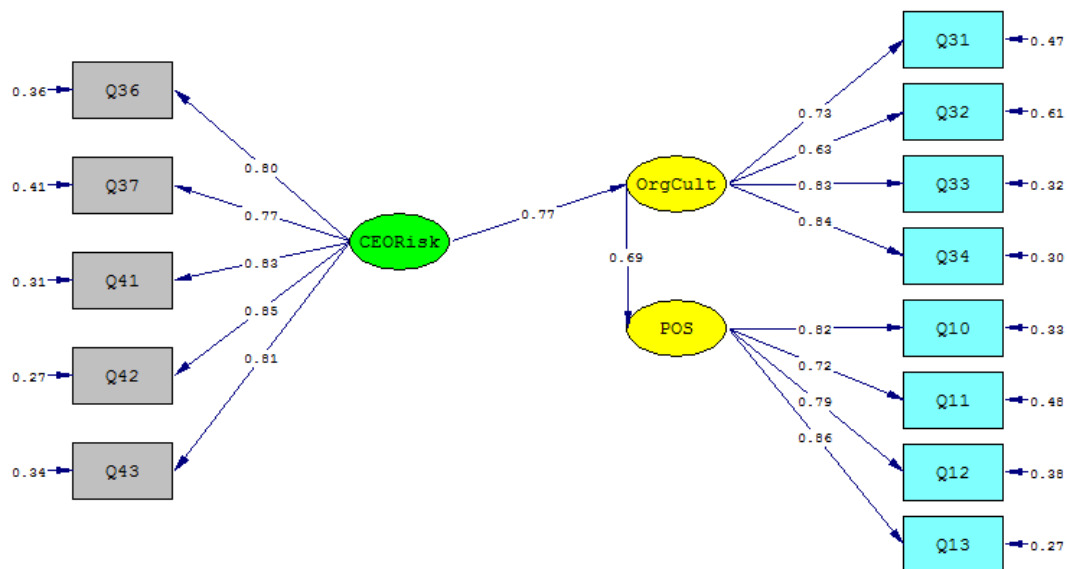 0.36 Q36
0.41 Q37
0.31 Q41
0.27 Q42
0.34 Q43
0.80
0.77
0.83
0.85
0.81
CEORisk
0.77
OrgCult
0.69
POS
0.73
0.63
0.83
0.84
0.82
0.72
0.79
0.86
Q31 0.47
Q32 0.61
Q33 0.32
Q34 0.30
Q10 0.33
Q11 0.48
Q12 0.38
Q13 0.27